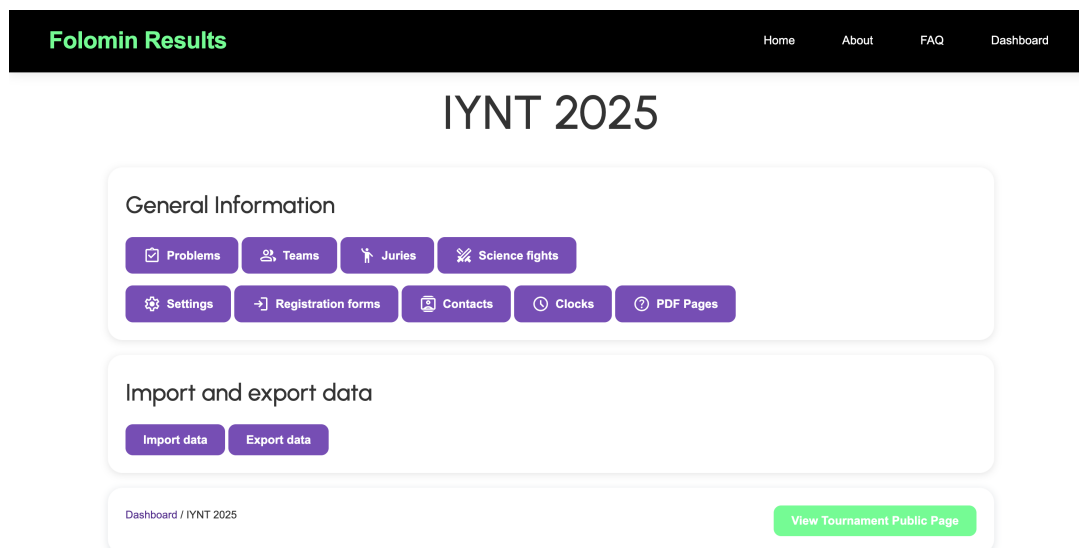 Folomin Results Home About FAQ Dashboard
IYNT 2025
General Information
Problems Teams Juries Science fights
Settings Registration forms Contacts Clocks PDF Pages
Import and export data
Import data Export data
Dashboard / IYNT 2025 View Tournament Public Page